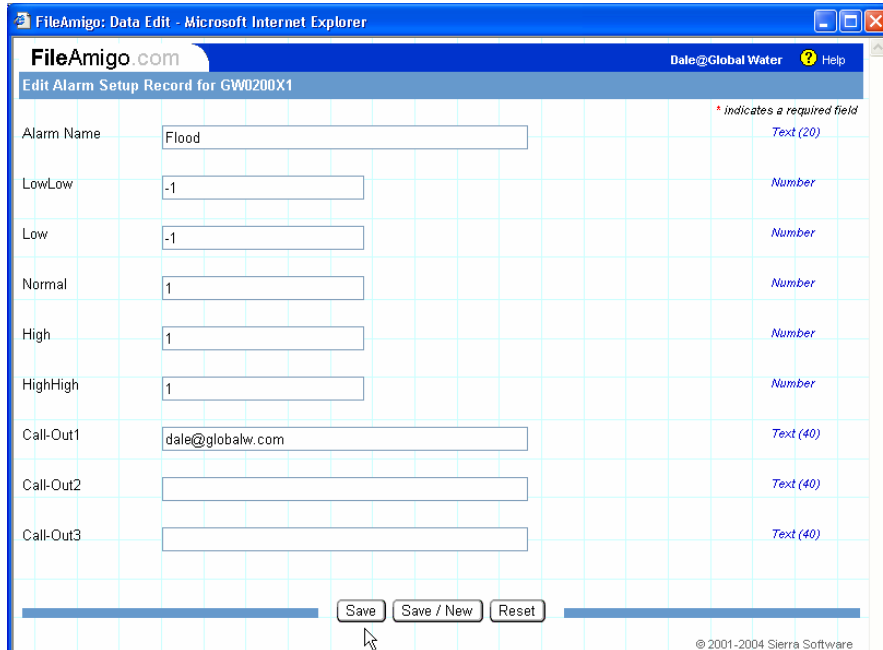 FileAmigo: Data Edit - Microsoft Internet Explorer
FileAmigo.com
Dale@Global Water ? Help
Edit Alarm Setup Record for GW0200X1
* indicates a required field
Alarm Name Flood Text (20)
LowLow -1 Number
Low -1 Number
Normal 1 Number
High 1 Number
HighHigh 1 Number
Call-Out1 dale@globalw.com Text (40)
Call-Out2 Text (40)
Call-Out3 Text (40)
Save Save / New Reset
© 2001-2004 Sierra Software